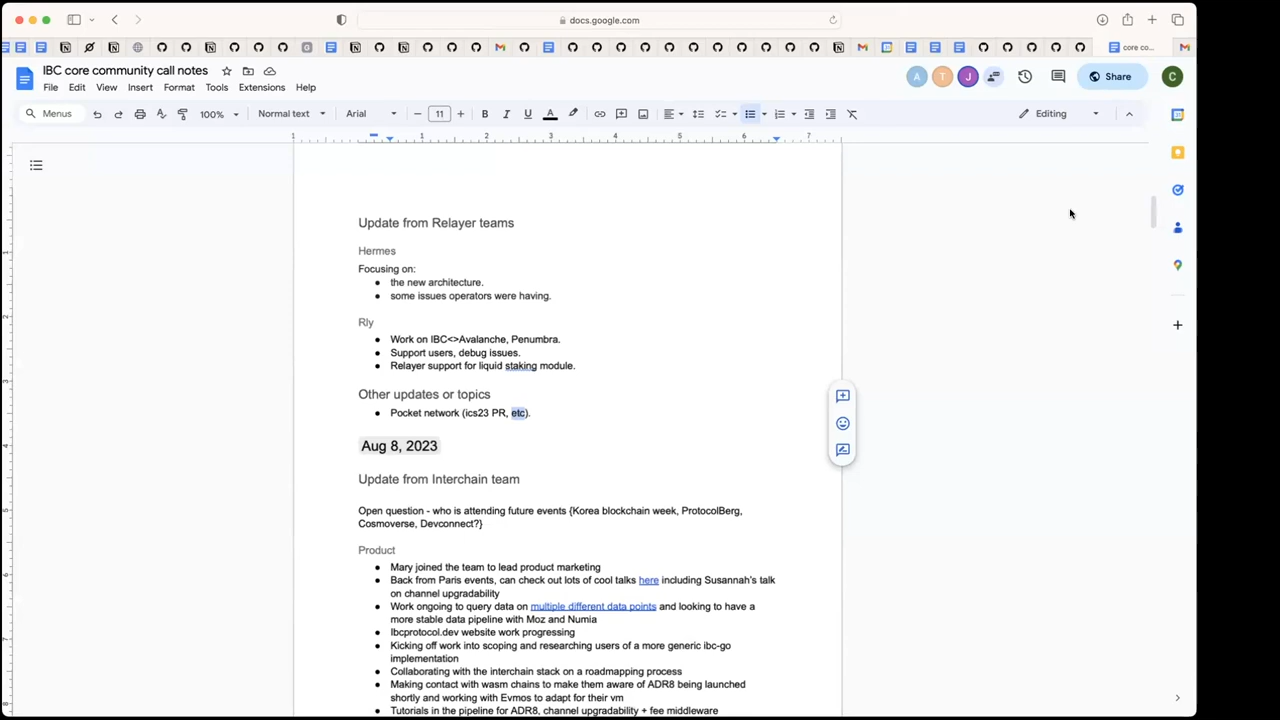 docs.google.com
core co...
IBC core community call notes
File Edit View Insert Format Tools Extensions Help
A T J
Share
C
Menus
100%
Normal text
Arial
11
B I U A
Editing
1 1 2 3 4 5 6 7
Update from Relayer teams
Hermes
Focusing on:
● the new architecture.
● some issues operators were having.
Rly
● Work on IBC<>Avalanche, Penumbra.
● Support users, debug issues.
● Relayer support for liquid staking module.
Other updates or topics
● Pocket network (ics23 PR, etc).
Aug 8, 2023
Update from Interchain team
Open question - who is attending future events {Korea blockchain week, ProtocolBerg,
Cosmoverse, Devconnect?}
Product
● Mary joined the team to lead product marketing
● Back from Paris events, can check out lots of cool talks here including Susannah's talk
on channel upgradability
● Work ongoing to query data on multiple different data points and looking to have a
more stable data pipeline with Moz and Numia
● Ibcprotocol.dev website work progressing
● Kicking off work into scoping and researching users of a more generic ibc-go
implementation
● Collaborating with the interchain stack on a roadmapping process
● Making contact with wasm chains to make them aware of ADR8 being launched
shortly and working with Evmos to adapt for their vm
● Tutorials in the pipeline for ADR8, channel upgradability + fee middleware